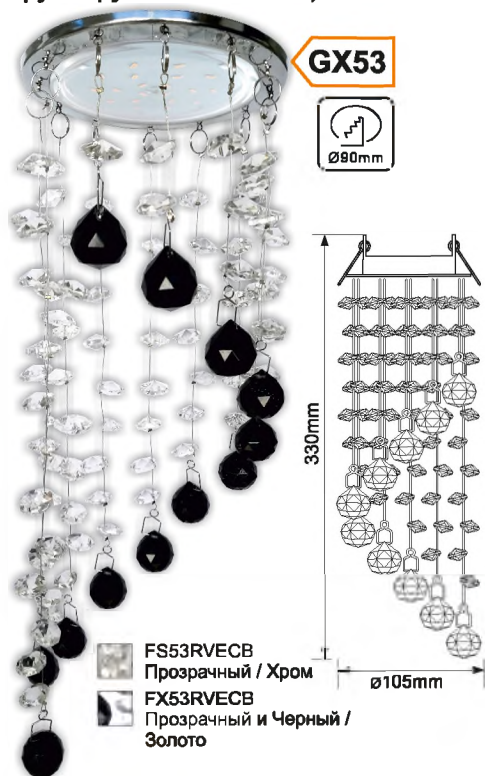 GX53
Ø90mm
330mm
FS53RVECB
Прозрачный / Хром
FX53RVECB
Прозрачный и Черный /
Золото
ø105mm